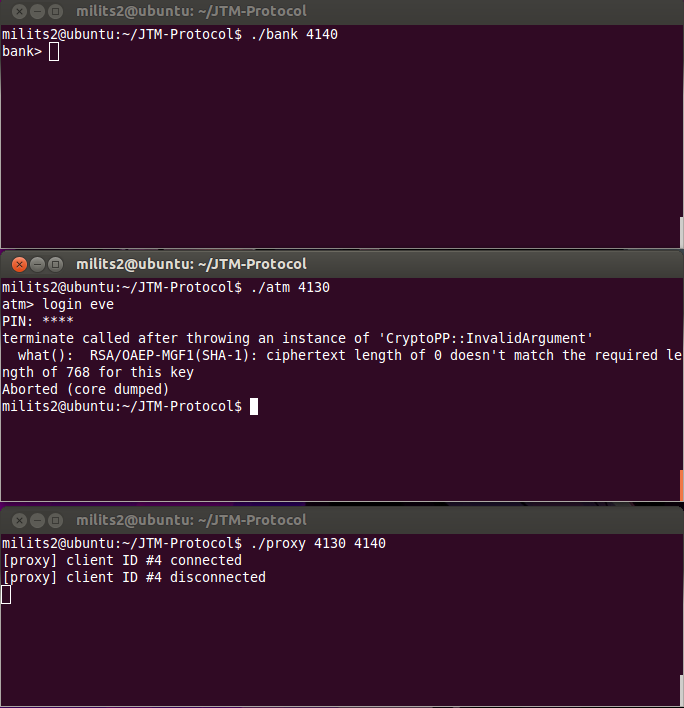 milits2@ubuntu: ~/JTM-Protocol
milits2@ubuntu:~/JTM-Protocol$ ./bank 4140
bank>
milits2@ubuntu: ~/JTM-Protocol
milits2@ubuntu:~/JTM-Protocol$ ./atm 4130
atm> login eve
PIN: ****
terminate called after throwing an instance of 'CryptoPP::InvalidArgument'
  what():  RSA/OAEP-MGF1(SHA-1): ciphertext length of 0 doesn't match the required le
ngth of 768 for this key
Aborted (core dumped)
milits2@ubuntu:~/JTM-Protocol$
milits2@ubuntu: ~/JTM-Protocol
milits2@ubuntu:~/JTM-Protocol$ ./proxy 4130 4140
[proxy] client ID #4 connected
[proxy] client ID #4 disconnected